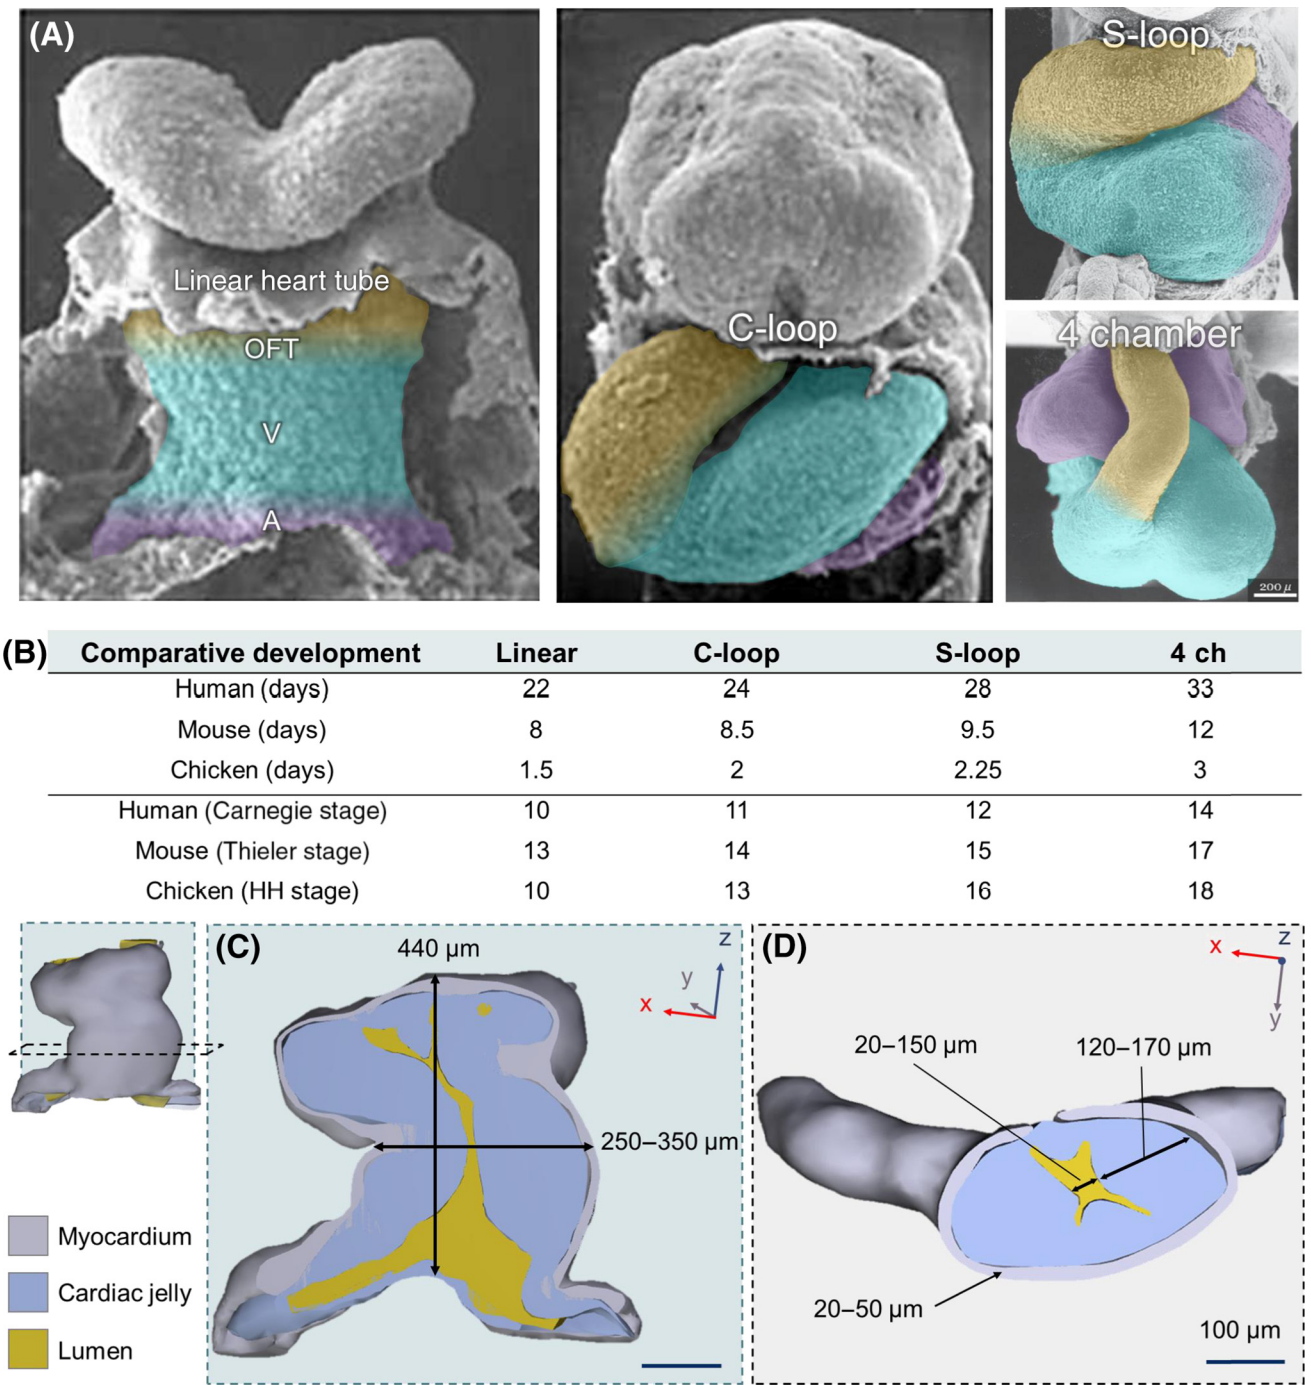 (A)
Linear heart tube
OFT
V
A
C-loop
S-loop
4 chamber
200 μ
(B)
Comparative development Linear C-loop S-loop 4 ch
Human (days) 22 24 28 33
Mouse (days) 8 8.5 9.5 12
Chicken (days) 1.5 2 2.25 3
Human (Carnegie stage) 10 11 12 14
Mouse (Thieler stage) 13 14 15 17
Chicken (HH stage) 10 13 16 18
(C)
440 μm
z
y
x
250–350 μm
Myocardium
Cardiac jelly
Lumen
(D)
x
z
y
20–150 μm
120–170 μm
20–50 μm
100 μm